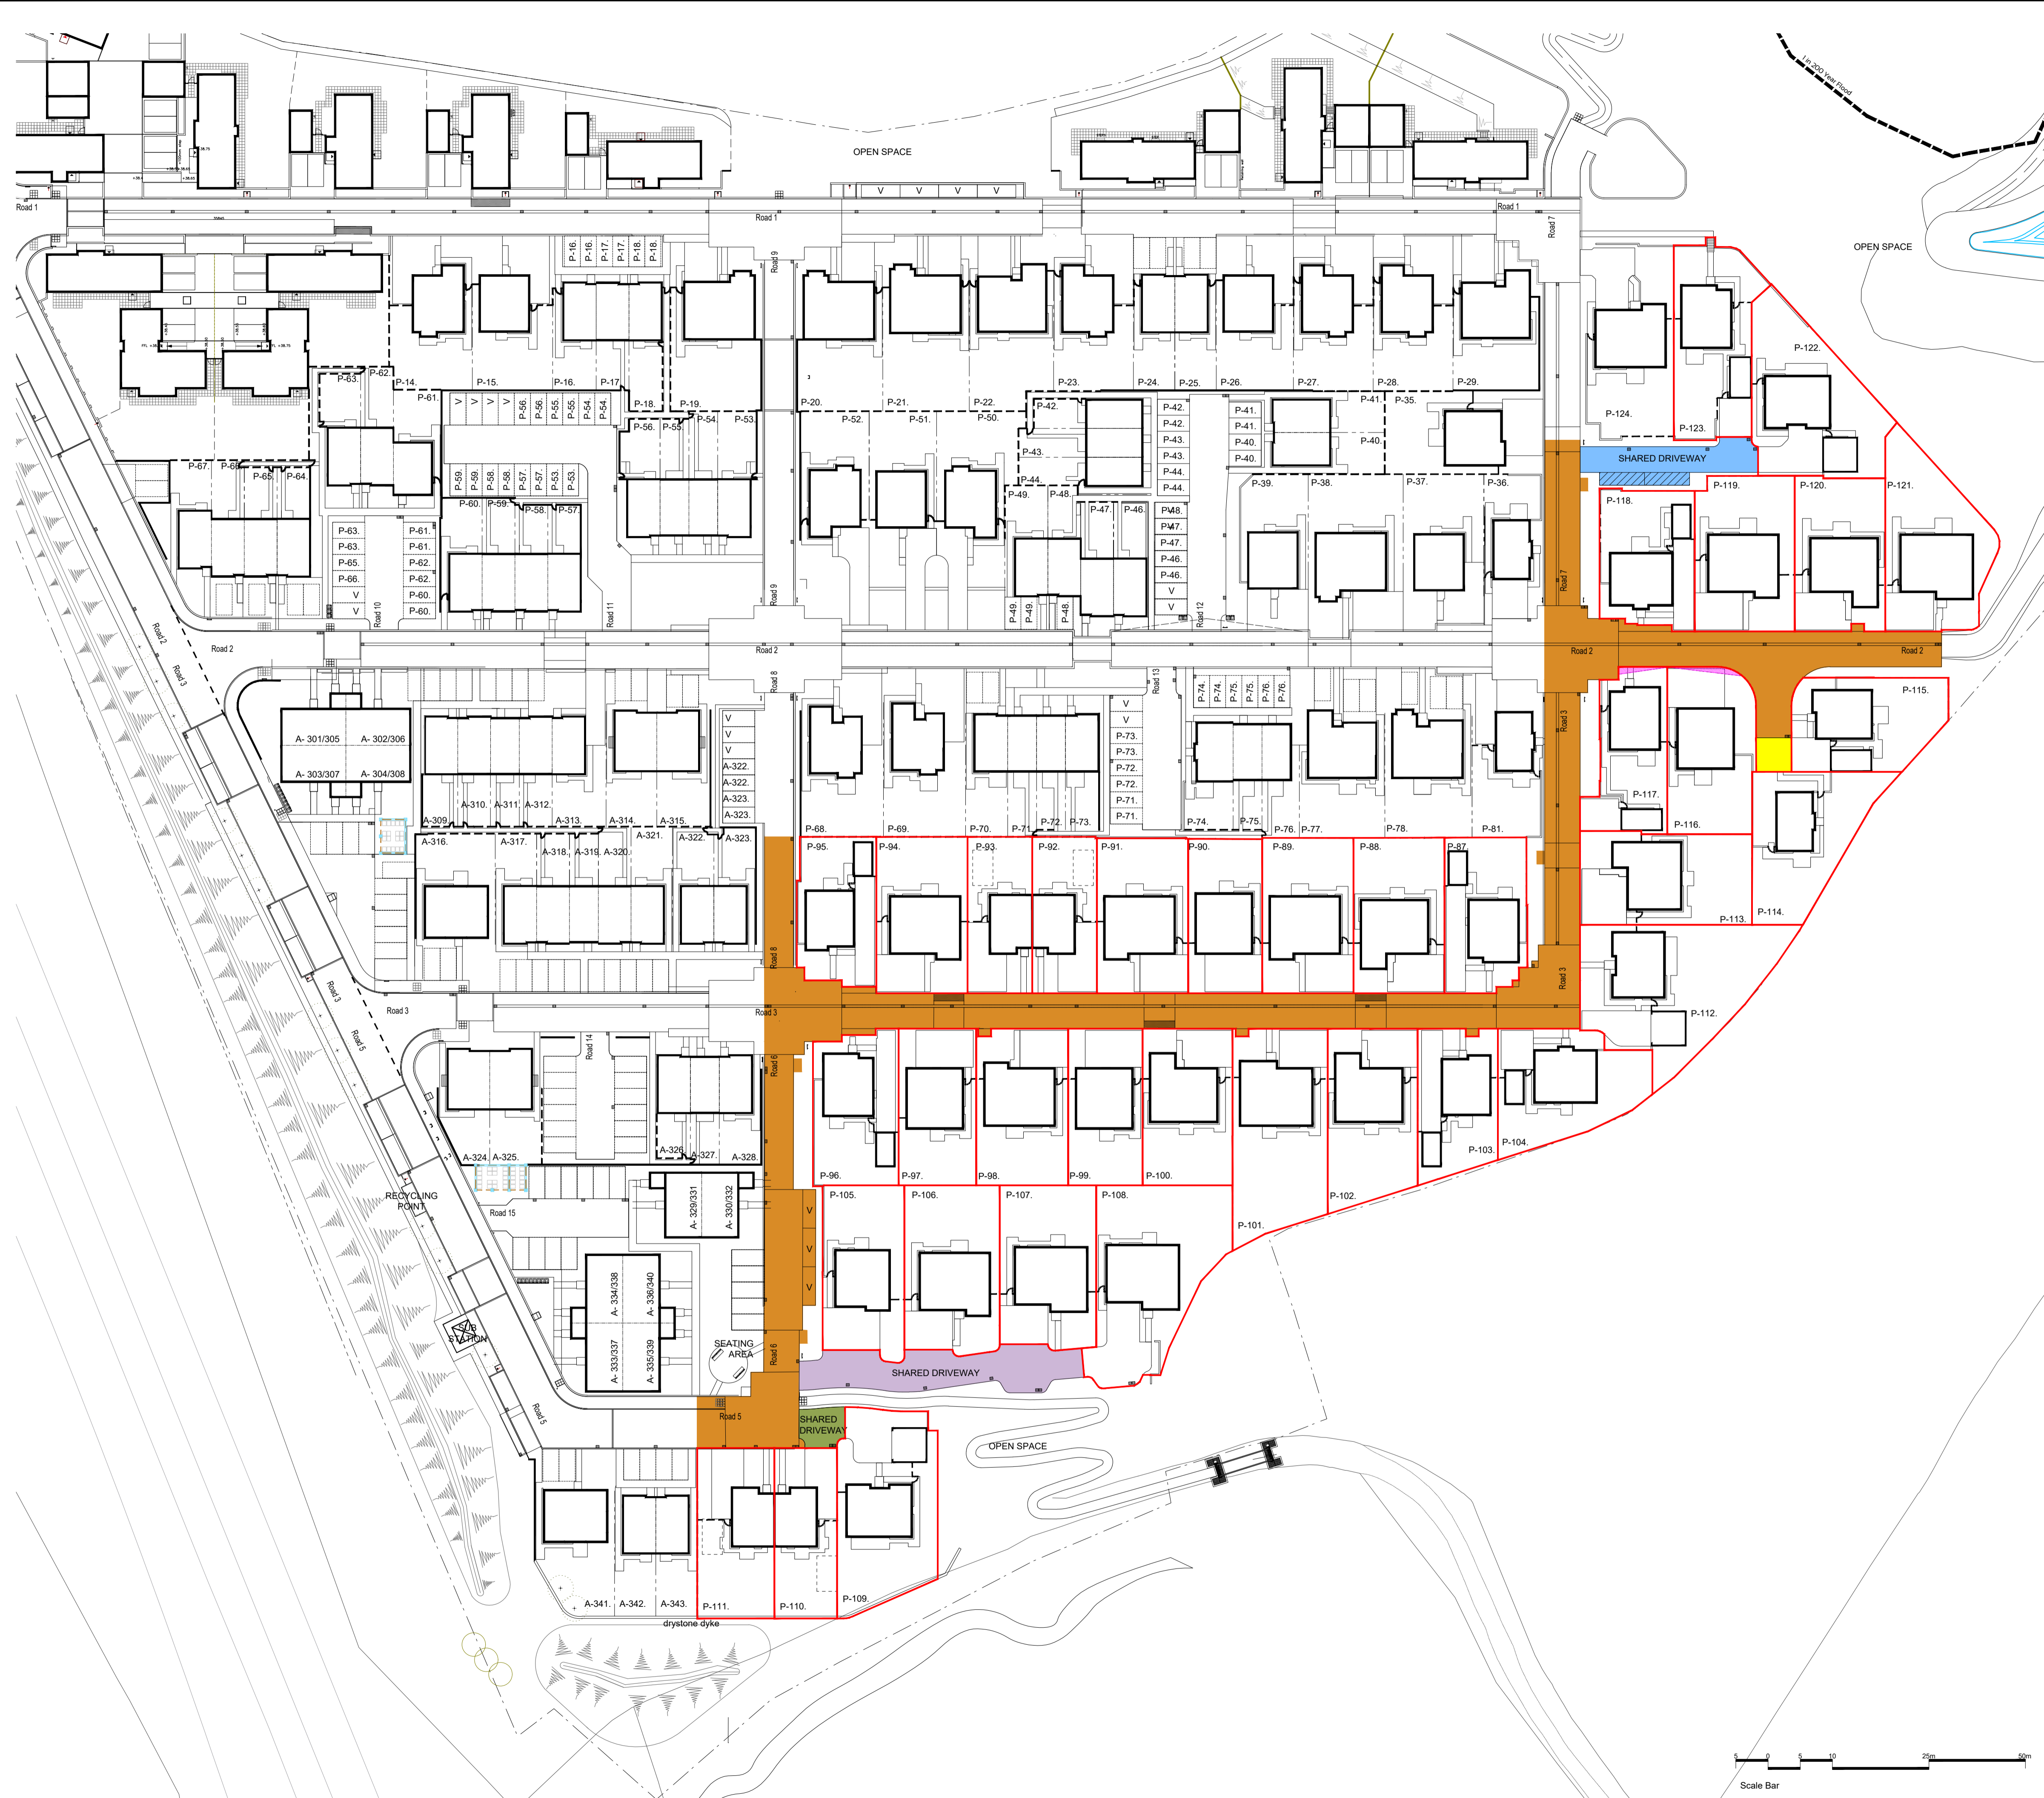 1 in 200 Year Flood
OPEN SPACE
V V V V
Road 1
Road 1
Road 1
Road 7
OPEN SPACE
P-16.
P-16.
P-17.
P-17.
P-18.
P-18.
Road 9
P-122.
P-63.
P-62.
P-14.
P-61.
P-15.
P-16.
P-17.
P-18.
P-19.
P-20.
P-21.
P-22.
P-23.
P-24.
P-25.
P-26.
P-27.
P-28.
P-29.
P-124.
P-123.
V
V
V
V
P-56.
P-56.
P-55.
P-55.
P-54.
P-54.
P-56.
P-55.
P-54.
P-53.
P-52.
P-51.
P-50.
P-42.
P-42.
P-42.
P-43.
P-43.
P-44.
P-44.
P-41.
P-41.
P-40.
P-40.
P-41.
P-35.
P-40.
P-43.
P-44.
SHARED DRIVEWAY
P-67.
P-66.
P-65.
P-64.
P-59.
P-59.
P-58.
P-58.
P-57.
P-57.
P-53.
P-53.
P-60.
P-59.
P-58.
P-57.
P-49.
P-48.
P-47.
P-46.
P-39.
P-38.
P-37.
P-36.
P-118.
P-119.
P-120.
P-121.
P-63.
P-63.
P-65.
P-66.
V
V
P-61.
P-61.
P-62.
P-62.
P-60.
P-60.
P-48.
P-47.
P-47.
P-46.
P-46.
V
V
Road 10
Road 11
Road 9
P-49.
P-49.
P-48.
Road 12
Road 7
Road 2
Road 2
Road 2
Road 2
Road 2
Road 3
Road 8
Road 13
P-74.
P-74.
P-75.
P-75.
P-76.
P-76.
Road 3
P-115.
A- 301/305
A- 302/306
A- 303/307
A- 304/308
V
V
V
A-322.
A-322.
A-323.
A-323.
V
V
P-73.
P-73.
P-72.
P-72.
P-71.
P-71.
A-309.
A-310.
A-311.
A-312.
A-313.
A-314.
A-315.
P-68.
P-69.
P-70.
P-71.
P-72.
P-73.
P-74.
P-75.
P-76.
P-77.
P-78.
P-81.
P-117.
P-116.
A-316.
A-317.
A-318.
A-319.
A-320.
A-321.
A-322.
A-323.
P-95.
P-94.
P-93.
P-92.
P-91.
P-90.
P-89.
P-88.
P-87.
P-113.
P-114.
Road 8
Road 3
Road 3
Road 5
Road 3
Road 3
P-112.
Road 14
Road 6
A-324.
A-325.
A-326.
A-327.
A-328.
P-96.
P-97.
P-98.
P-99.
P-100.
P-101.
P-102.
P-103.
P-104.
RECYCLING
POINT
Road 15
A- 329/331
A- 330/332
V
V
V
P-105.
P-106.
P-107.
P-108.
A- 334/338
A- 336/340
A- 333/337
A- 335/339
SUB
STATION
SEATING
AREA
Road 6
SHARED DRIVEWAY
Road 5
Road 5
SHARED
DRIVEWAY
OPEN SPACE
A-341.
A-342.
A-343.
P-111.
P-110.
P-109.
drystone dyke
5 0 5 10 25m 50m
Scale Bar